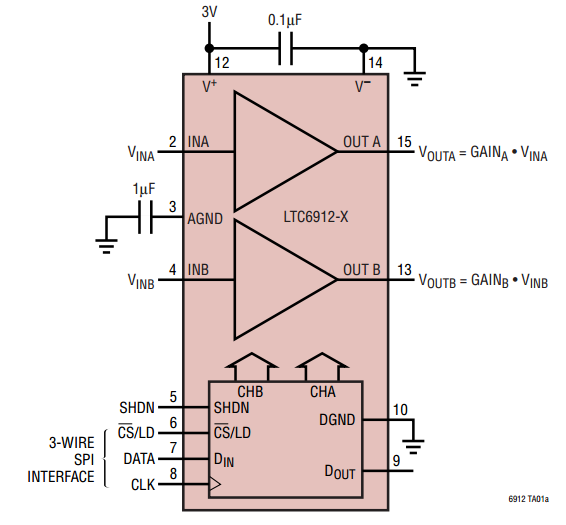 3V
0.1µF
12
14
V+
V–
2
INA
OUT A
15
VINA
VOUTA = GAINA • VINA
1µF
3
AGND
LTC6912-X
4
INB
OUT B
13
VINB
VOUTB = GAINB • VINB
CHB
CHA
SHDN
5
SHDN
DGND
10
C̅S̅/LD
6
C̅S̅/LD
3-WIRE
SPI
INTERFACE
DATA
7
DIN
DOUT
9
CLK
8
6912 TA01a